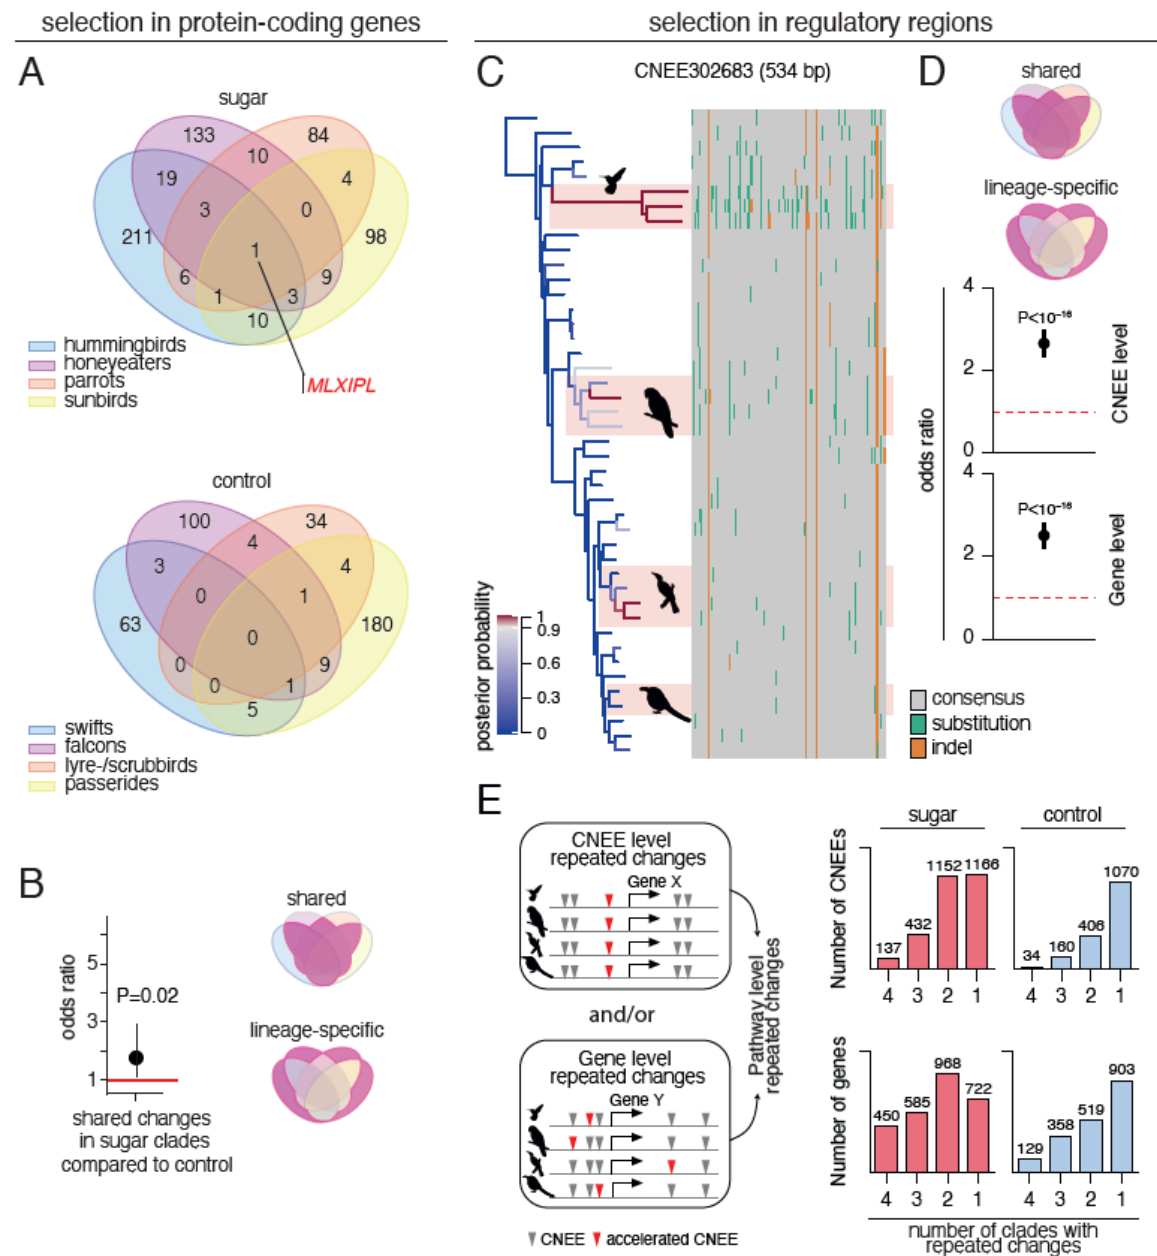 selection in protein-coding genes
selection in regulatory regions
A
sugar
133
84
19
10
4
3
0
211
1
98
6
1
3
9
10
hummingbirds
honeyeaters
parrots
sunbirds
MLXIPL
control
100
34
3
4
4
0
1
63
0
180
0
0
1
9
5
swifts
falcons
lyre-/scrubbirds
passerides
B
shared
lineage-specific
odds ratio
5
3
1
P=0.02
shared changes
in sugar clades
compared to control
C
CNEE302683 (534 bp)
posterior probability
1
0.9
0.6
0.3
0
D
shared
lineage-specific
odds ratio
4
2
0
P<10⁻¹⁶
CNEE level
4
2
0
P<10⁻¹⁶
Gene level
consensus
substitution
indel
E
CNEE level
repeated changes
Gene X
and/or
Gene level
repeated changes
Gene Y
Pathway level
repeated changes
CNEE
accelerated CNEE
sugar
control
Number of CNEEs
137
432
1152
1166
4
3
2
1
34
160
406
1070
4
3
2
1
Number of genes
450
585
968
722
4
3
2
1
129
358
519
903
4
3
2
1
number of clades with
repeated changes